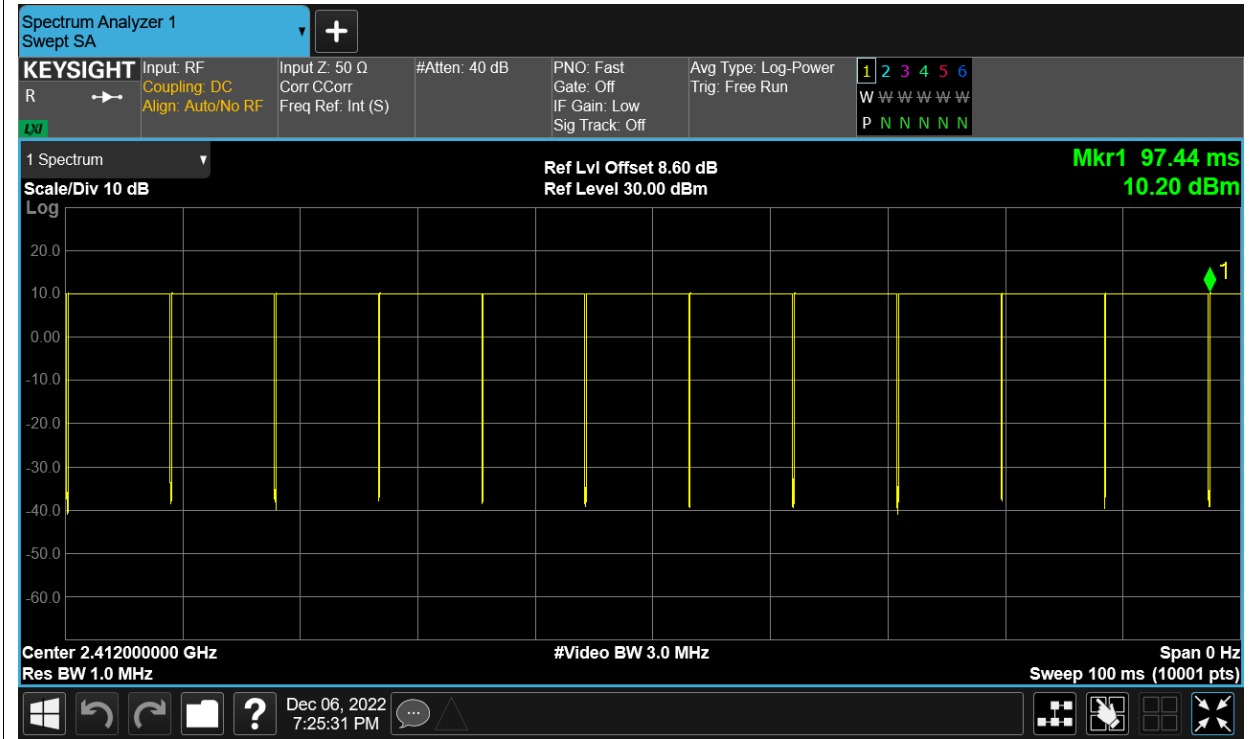 Spectrum Analyzer 1
Swept SA
+
KEYSIGHT
R
LXI
Input: RF
Coupling: DC
Align: Auto/No RF
Input Z: 50 Ω
Corr CCorr
Freq Ref: Int (S)
#Atten: 40 dB
PNO: Fast
Gate: Off
IF Gain: Low
Sig Track: Off
Avg Type: Log-Power
Trig: Free Run
1 2 3 4 5 6
W W W W W W
P N N N N N
1 Spectrum
Scale/Div 10 dB
Log
Ref Lvl Offset 8.60 dB
Ref Level 30.00 dBm
Mkr1 97.44 ms
10.20 dBm
20.0
10.0
0.00
-10.0
-20.0
-30.0
-40.0
-50.0
-60.0
1
Center 2.412000000 GHz
Res BW 1.0 MHz
#Video BW 3.0 MHz
Span 0 Hz
Sweep 100 ms (10001 pts)
?
Dec 06, 2022
7:25:31 PM